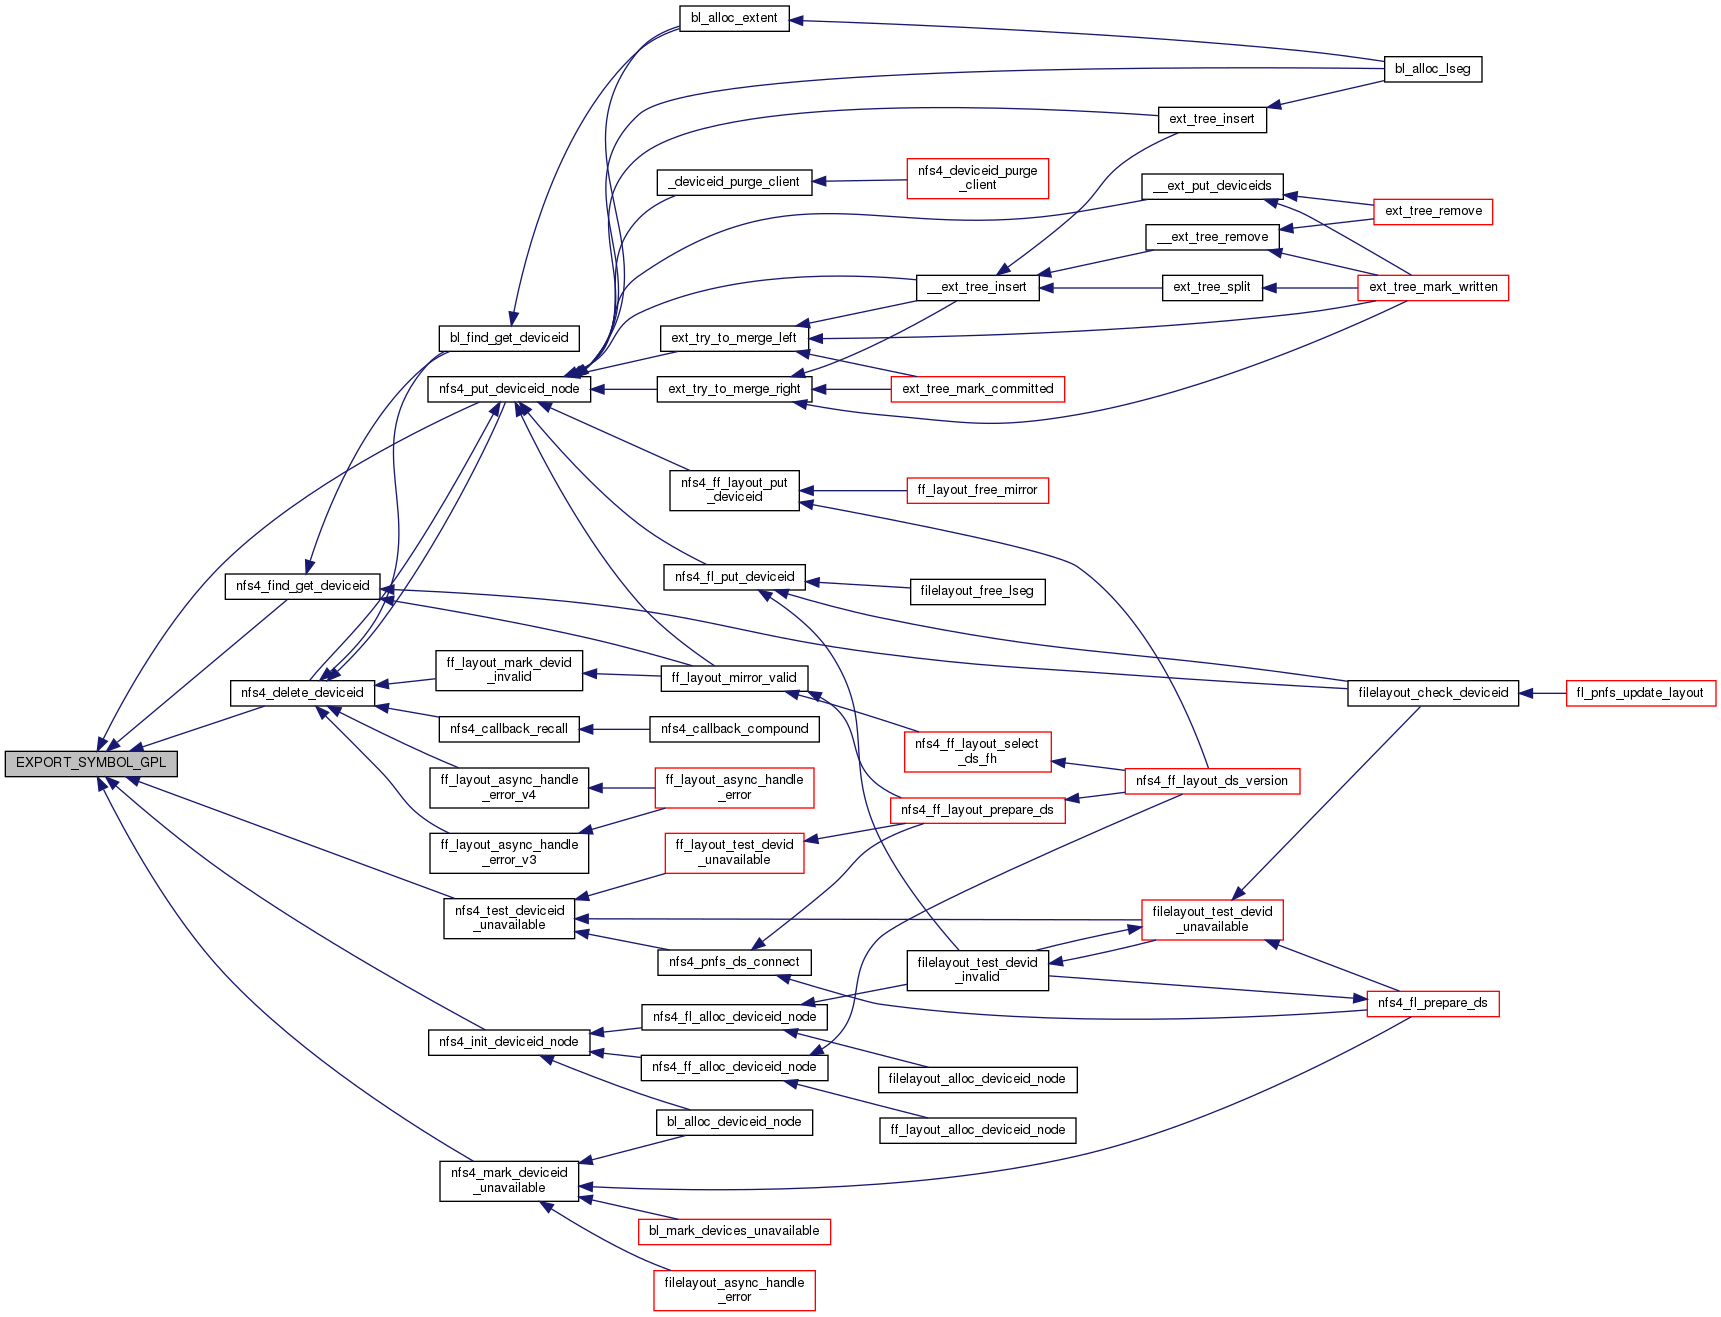 bl_alloc_extent
bl_alloc_lseg
ext_tree_insert
nfs4_deviceid_purge
_client
_deviceid_purge_client
__ext_put_deviceids
ext_tree_remove
__ext_tree_remove
__ext_tree_insert
ext_tree_split
ext_tree_mark_written
bl_find_get_deviceid
ext_try_to_merge_left
nfs4_put_deviceid_node
ext_try_to_merge_right
ext_tree_mark_committed
nfs4_ff_layout_put
_deviceid
ff_layout_free_mirror
nfs4_find_get_deviceid
nfs4_fl_put_deviceid
filelayout_free_lseg
ff_layout_mark_devid
_invalid
ff_layout_mirror_valid
nfs4_delete_deviceid
filelayout_check_deviceid
fl_pnfs_update_layout
nfs4_callback_recall
nfs4_callback_compound
nfs4_ff_layout_select
_ds_fh
EXPORT_SYMBOL_GPL
ff_layout_async_handle
_error_v4
ff_layout_async_handle
_error
nfs4_ff_layout_ds_version
nfs4_ff_layout_prepare_ds
ff_layout_async_handle
_error_v3
ff_layout_test_devid
_unavailable
nfs4_test_deviceid
_unavailable
filelayout_test_devid
_unavailable
nfs4_pnfs_ds_connect
filelayout_test_devid
_invalid
nfs4_fl_prepare_ds
nfs4_fl_alloc_deviceid_node
nfs4_init_deviceid_node
nfs4_ff_alloc_deviceid_node
filelayout_alloc_deviceid_node
bl_alloc_deviceid_node
ff_layout_alloc_deviceid_node
nfs4_mark_deviceid
_unavailable
bl_mark_devices_unavailable
filelayout_async_handle
_error